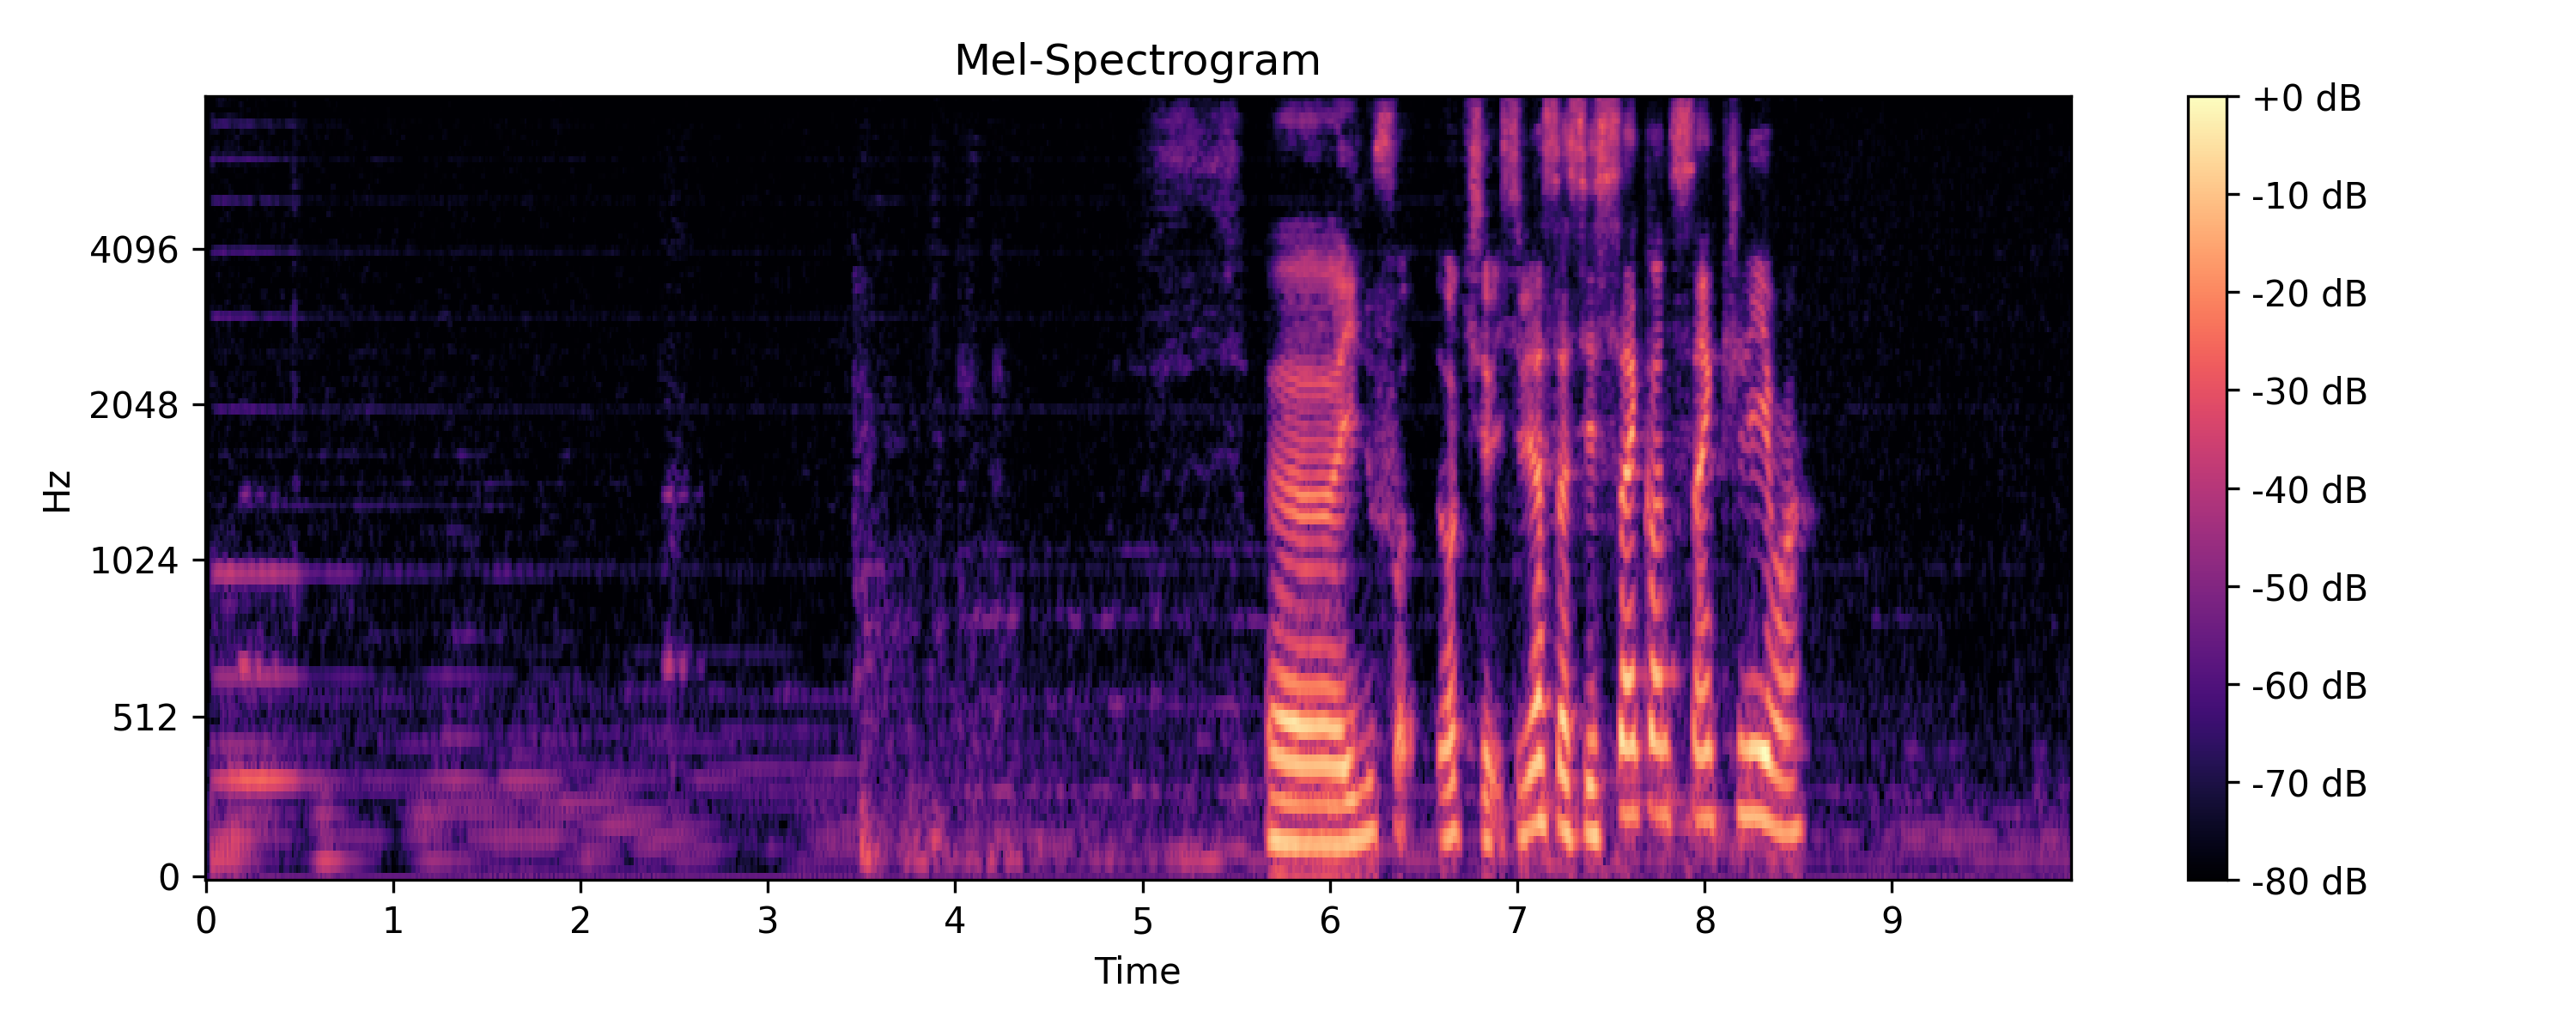 Mel-Spectrogram
+0 dB
-10 dB
-20 dB
-30 dB
-40 dB
-50 dB
-60 dB
-70 dB
-80 dB
Hz
4096
2048
1024
512
0
0 1 2 3 4 5 6 7 8 9
Time